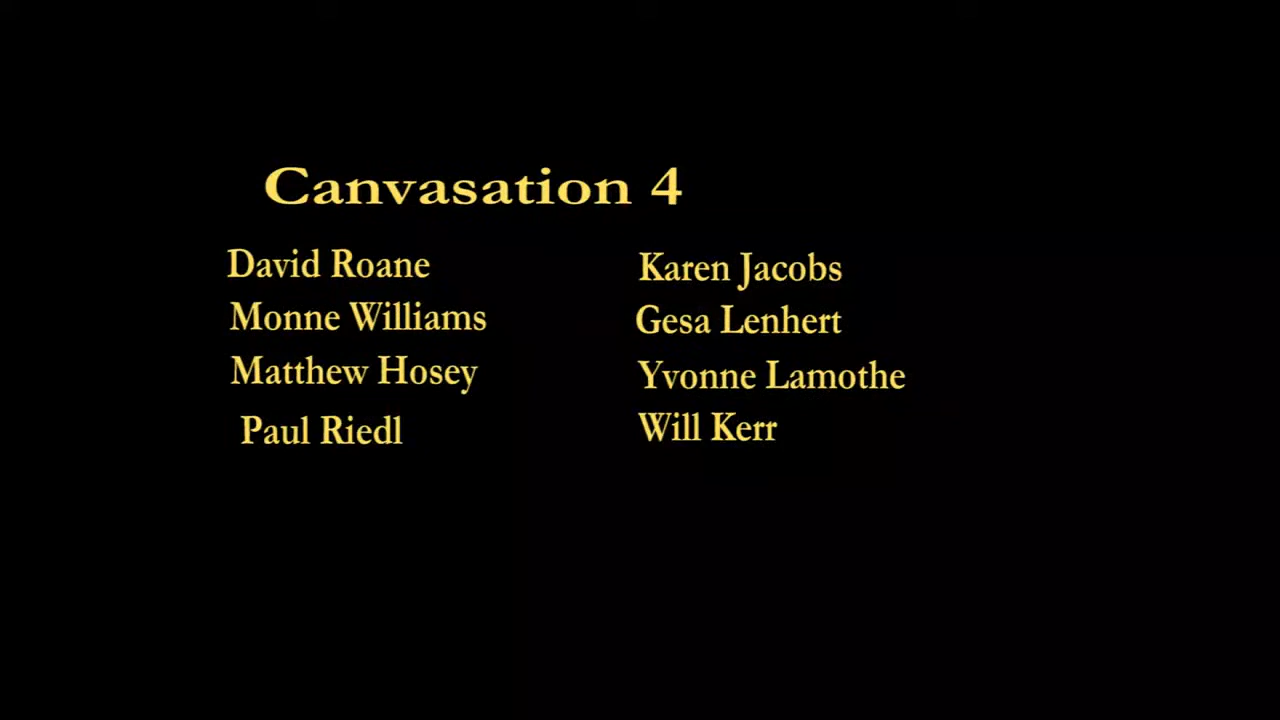 Canvasation 4
David Roane
Monne Williams
Matthew Hosey
Paul Riedl
Karen Jacobs
Gesa Lenhert
Yvonne Lamothe
Will Kerr